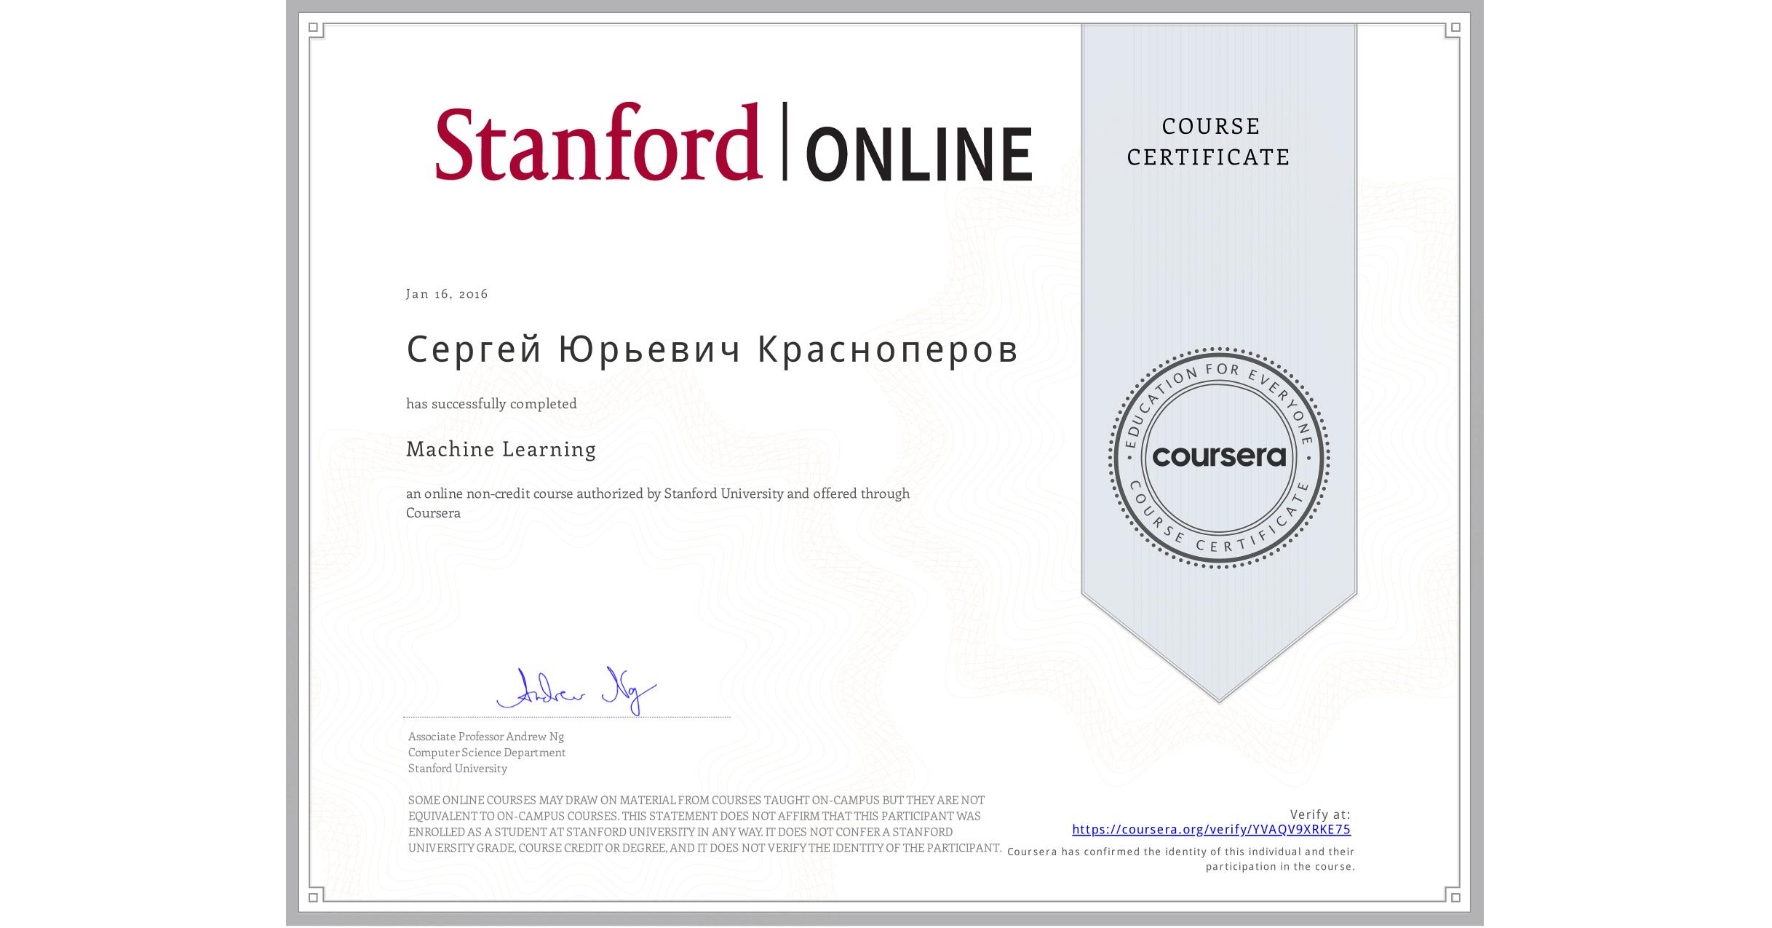 Stanford | ONLINE
COURSE
CERTIFICATE
Jan 16, 2016
Сергей Юрьевич Красноперов
has successfully completed
Machine Learning
an online non-credit course authorized by Stanford University and offered through
Coursera
EDUCATION FOR EVERYONE
coursera
COURSE CERTIFICATE
Andrew Ng
Associate Professor Andrew Ng
Computer Science Department
Stanford University
SOME ONLINE COURSES MAY DRAW ON MATERIAL FROM COURSES TAUGHT ON-CAMPUS BUT THEY ARE NOT
EQUIVALENT TO ON-CAMPUS COURSES. THIS STATEMENT DOES NOT AFFIRM THAT THIS PARTICIPANT WAS
ENROLLED AS A STUDENT AT STANFORD UNIVERSITY IN ANY WAY. IT DOES NOT CONFER A STANFORD
UNIVERSITY GRADE, COURSE CREDIT OR DEGREE, AND IT DOES NOT VERIFY THE IDENTITY OF THE PARTICIPANT.
Verify at:
https://coursera.org/verify/YVAQV9XRKE75
Coursera has confirmed the identity of this individual and their
participation in the course.